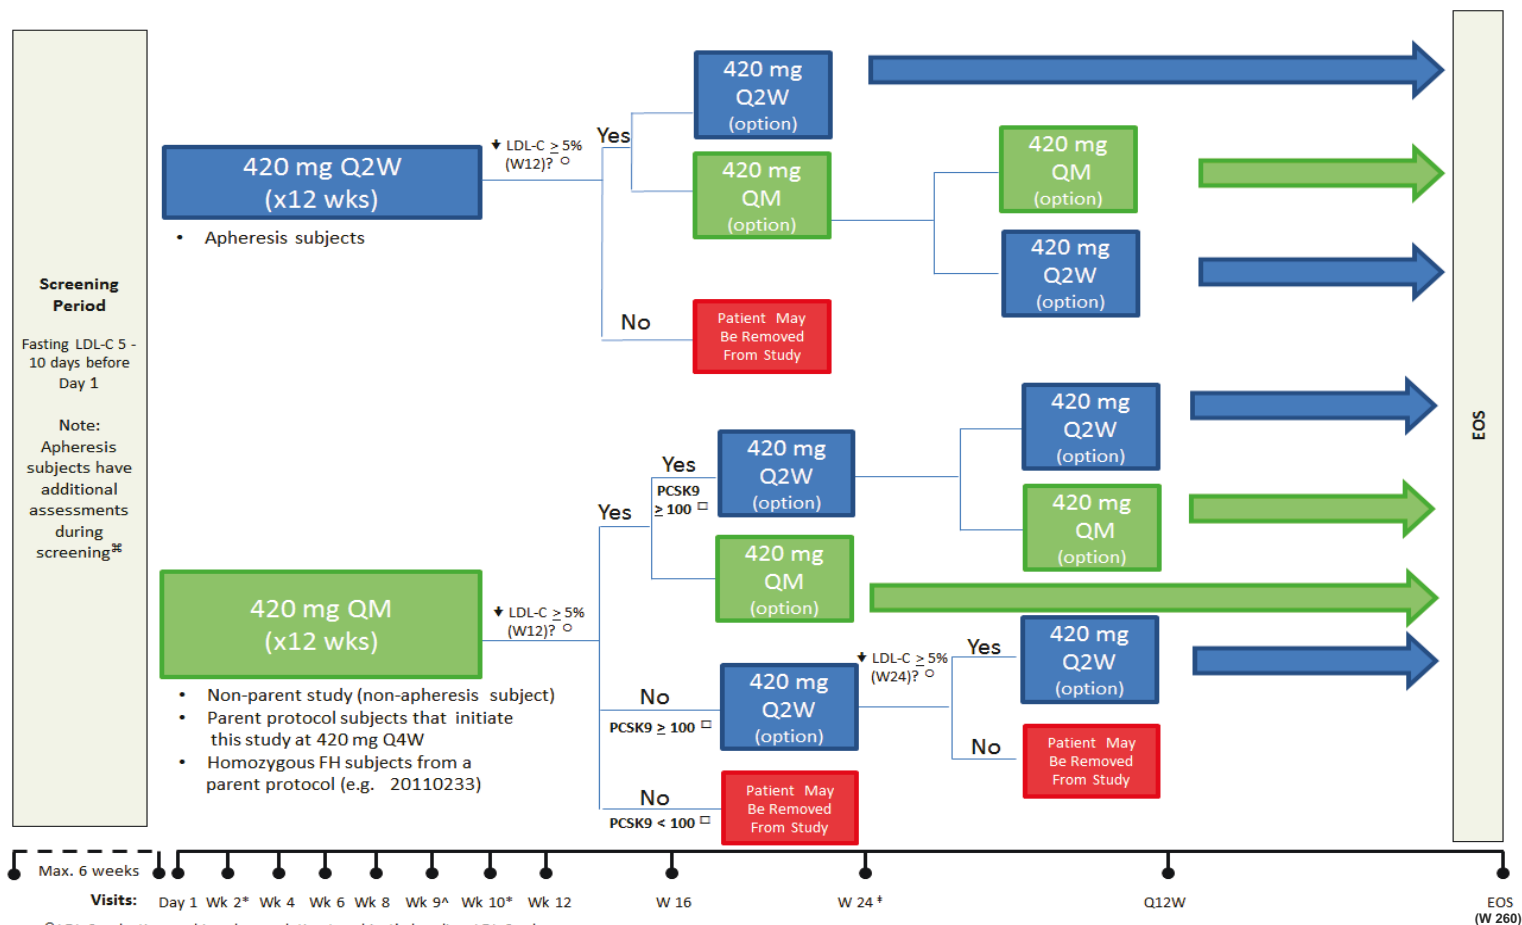 Screening
Period
Fasting LDL-C 5 -
10 days before
Day 1
Note:
Apheresis
subjects have
additional
assessments
during
screening⌘
420 mg Q2W
(x12 wks)
• Apheresis subjects
🡇 LDL-C ≥ 5%
(W12)? ○
Yes
420 mg
Q2W
(option)
420 mg
QM
(option)
No
Patient May
Be Removed
From Study
420 mg
QM
(option)
420 mg
Q2W
(option)
420 mg QM
(x12 wks)
• Non-parent study (non-apheresis subject)
• Parent protocol subjects that initiate
this study at 420 mg Q4W
• Homozygous FH subjects from a
parent protocol (e.g. 20110233)
🡇 LDL-C ≥ 5%
(W12)? ○
Yes
Yes
PCSK9
≥ 100 □
420 mg
Q2W
(option)
420 mg
QM
(option)
420 mg
Q2W
(option)
420 mg
QM
(option)
No
PCSK9 ≥ 100 □
420 mg
Q2W
(option)
🡇 LDL-C ≥ 5%
(W24)? ○
Yes
420 mg
Q2W
(option)
No
Patient May
Be Removed
From Study
No
PCSK9 < 100 □
Patient May
Be Removed
From Study
EOS
Max. 6 weeks
Visits: Day 1 Wk 2* Wk 4 Wk 6 Wk 8 Wk 9^ Wk 10* Wk 12 W 16 W 24 ‡ Q12W EOS
(W 260)